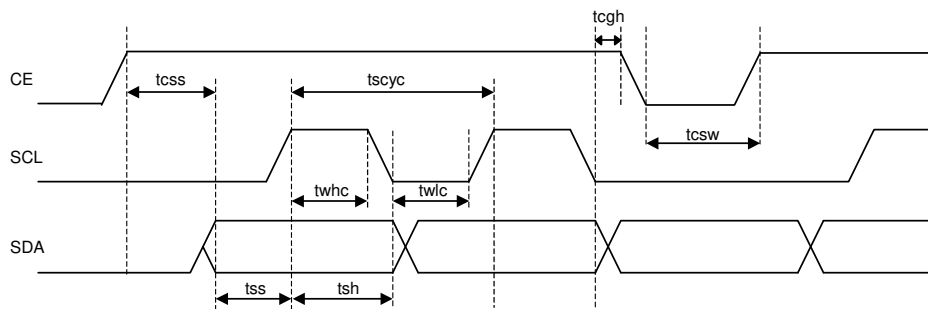 tcgh
CE
tcss
tscyc
tcsw
SCL
twhc
twlc
SDA
tss
tsh